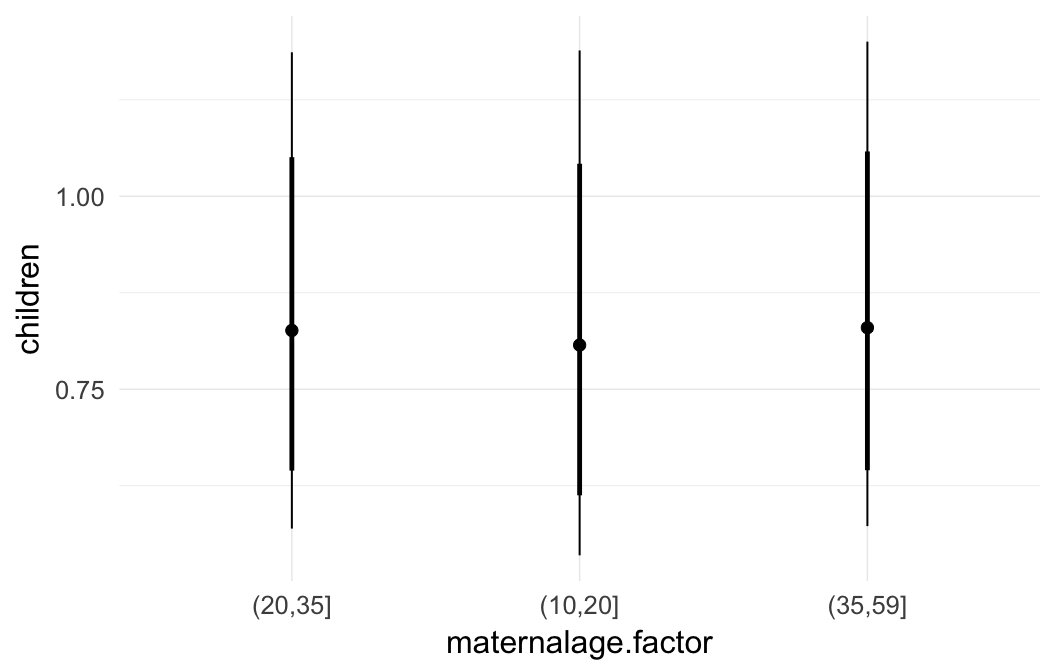 children
1.00
0.75
(20,35] (10,20] (35,59]
maternalage.factor